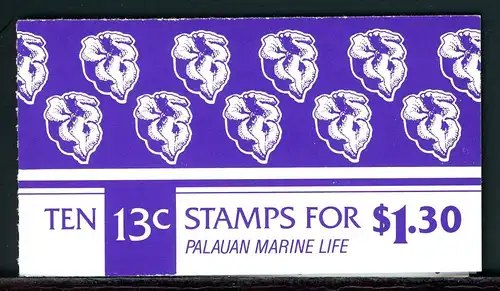 TEN 13c STAMPS FOR $1.30
PALAUAN MARINE LIFE